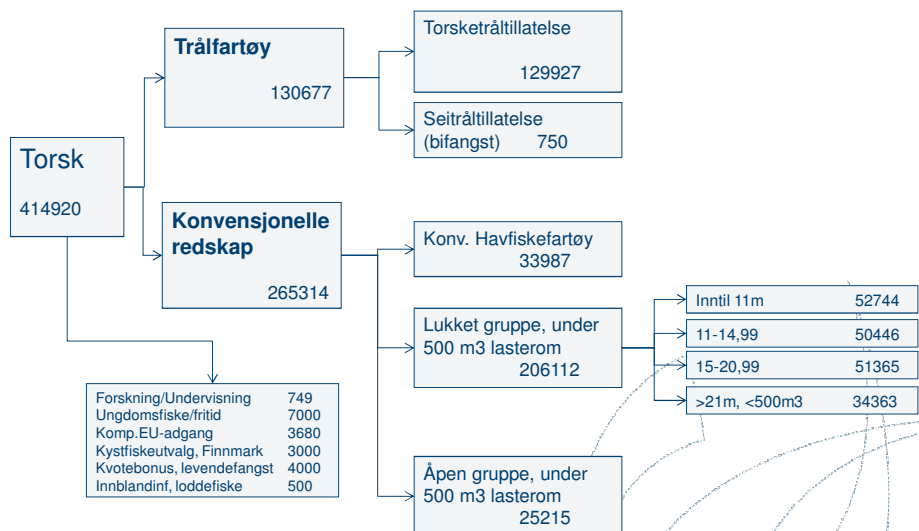 Torsk
414920
Trålfartøy
130677
Torsketråltillatelse
129927
Seitråltillatelse
(bifangst) 750
Konvensjonelle
redskap
265314
Konv. Havfiskefartøy
33987
Lukket gruppe, under
500 m3 lasterom
206112
Inntil 11m 52744
11-14,99 50446
15-20,99 51365
>21m, <500m3 34363
Åpen gruppe, under
500 m3 lasterom
25215
Forskning/Undervisning 749
Ungdomsfiske/fritid 7000
Komp.EU-adgang 3680
Kystfiskeutvalg, Finnmark 3000
Kvotebonus, levendefangst 4000
Innblandinf, loddefiske 500